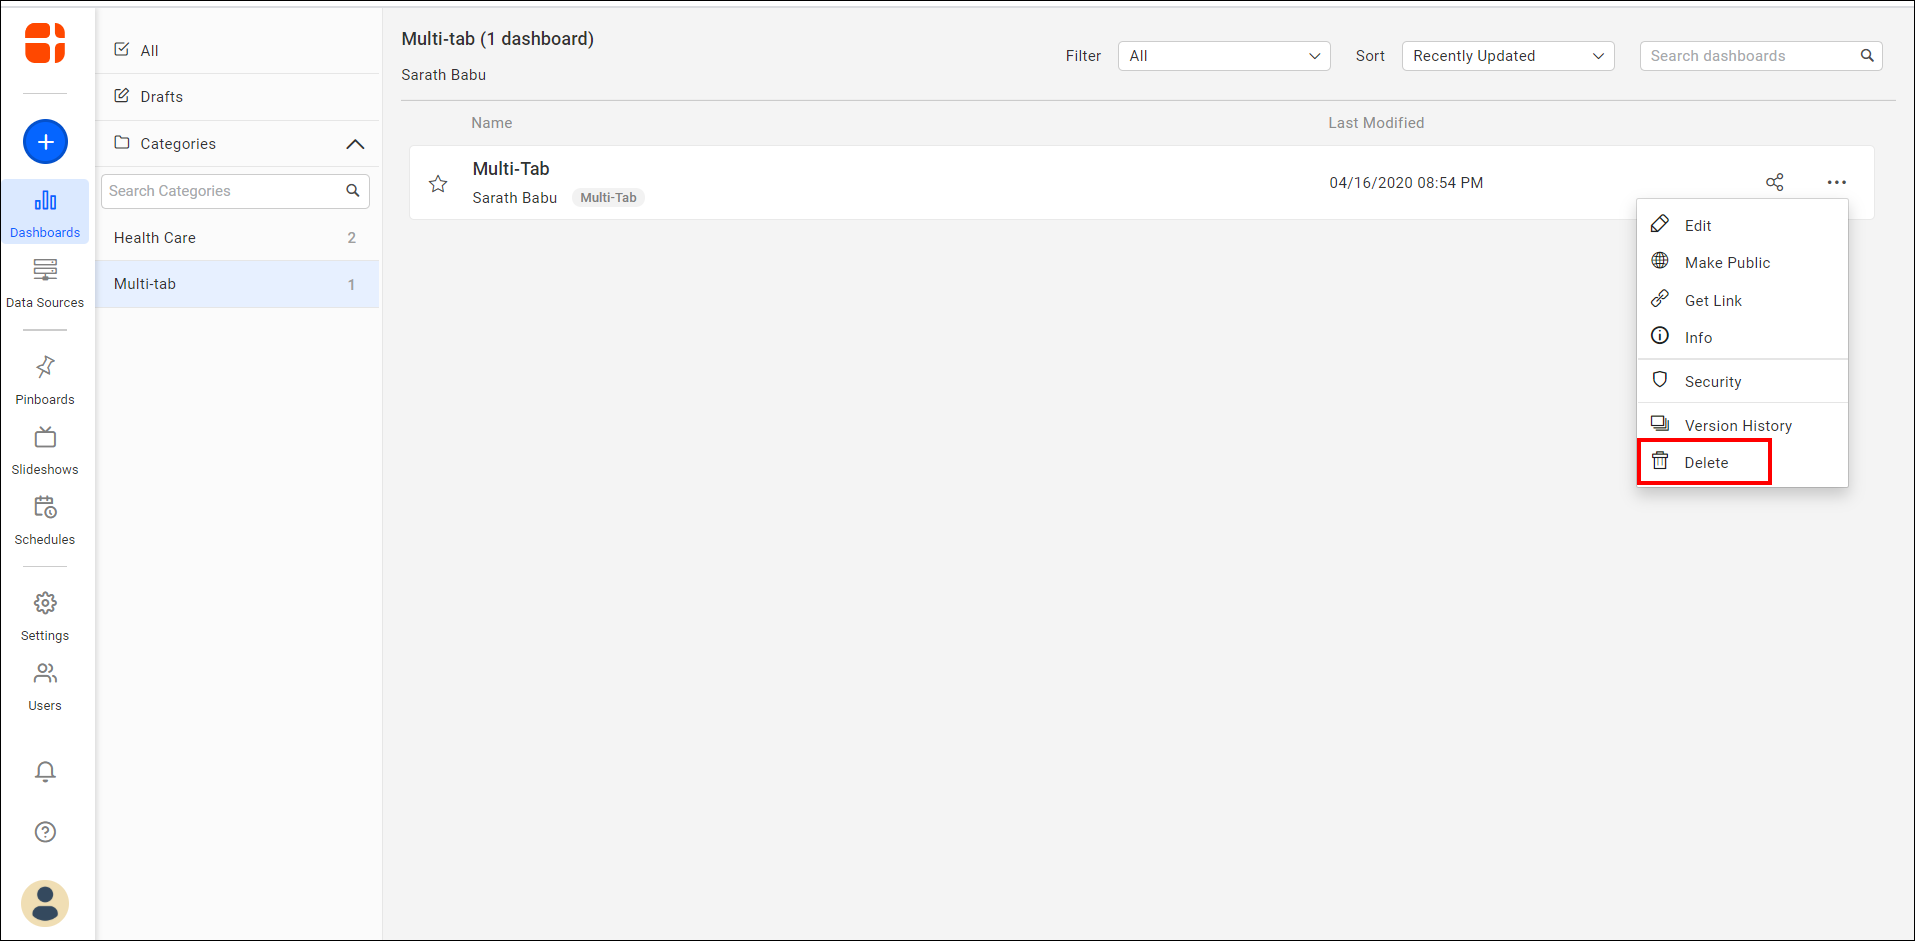 Dashboards
Data Sources
Pinboards
Slideshows
Schedules
Settings
Users
All
Drafts
Categories
Search Categories
Health Care 2
Multi-tab 1
Multi-tab (1 dashboard)
Sarath Babu
Filter All Sort Recently Updated Search dashboards
Name Last Modified
Multi-Tab
Sarath Babu Multi-Tab
04/16/2020 08:54 PM
Edit
Make Public
Get Link
Info
Security
Version History
Delete